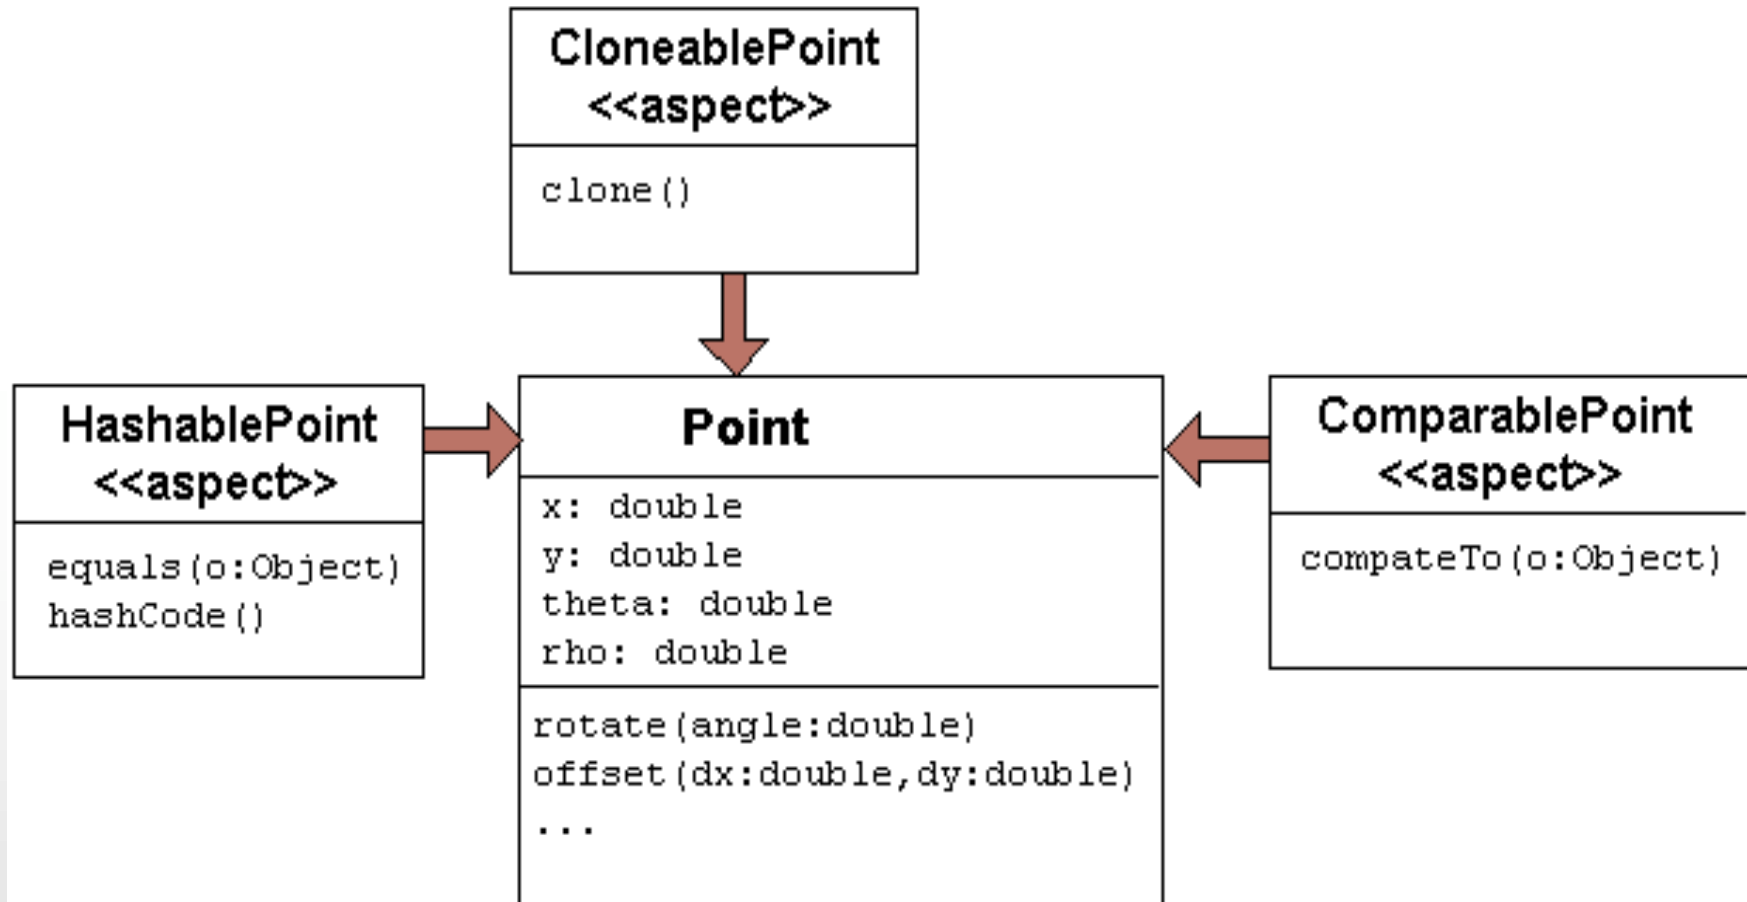 CloneablePoint
<<aspect>>
clone()
HashablePoint
<<aspect>>
equals(o:Object)
hashCode()
Point
x: double
y: double
theta: double
rho: double
rotate(angle:double)
offset(dx:double,dy:double)
...
ComparablePoint
<<aspect>>
compateTo(o:Object)